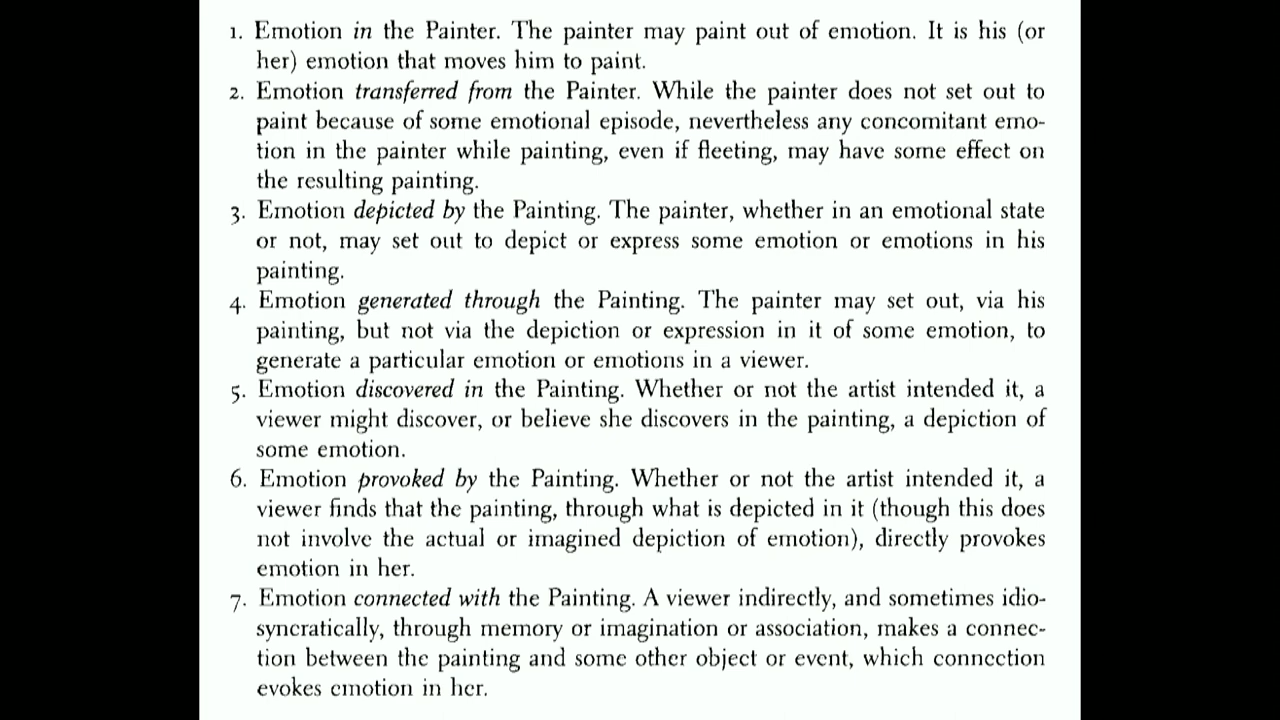 1. Emotion in the Painter. The painter may paint out of emotion. It is his (or
her) emotion that moves him to paint.
2. Emotion transferred from the Painter. While the painter does not set out to
paint because of some emotional episode, nevertheless any concomitant emo-
tion in the painter while painting, even if fleeting, may have some effect on
the resulting painting.
3. Emotion depicted by the Painting. The painter, whether in an emotional state
or not, may set out to depict or express some emotion or emotions in his
painting.
4. Emotion generated through the Painting. The painter may set out, via his
painting, but not via the depiction or expression in it of some emotion, to
generate a particular emotion or emotions in a viewer.
5. Emotion discovered in the Painting. Whether or not the artist intended it, a
viewer might discover, or believe she discovers in the painting, a depiction of
some emotion.
6. Emotion provoked by the Painting. Whether or not the artist intended it, a
viewer finds that the painting, through what is depicted in it (though this does
not involve the actual or imagined depiction of emotion), directly provokes
emotion in her.
7. Emotion connected with the Painting. A viewer indirectly, and sometimes idio-
syncratically, through memory or imagination or association, makes a connec-
tion between the painting and some other object or event, which connection
evokes emotion in her.